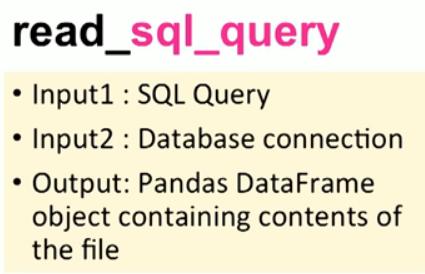 read_sql_query
• Input1 : SQL Query
• Input2 : Database connection
• Output: Pandas DataFrame
object containing contents of
the file